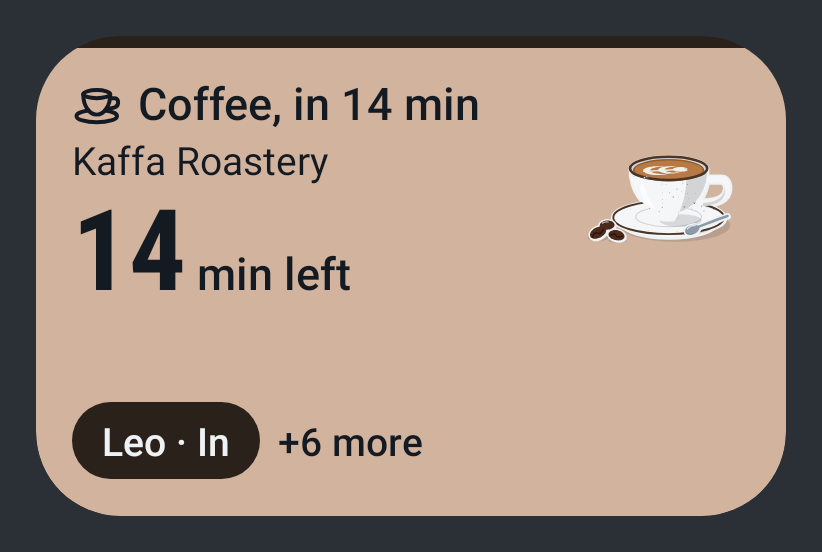 Coffee, in 14 min
Kaffa Roastery
14 min left
Leo · In +6 more